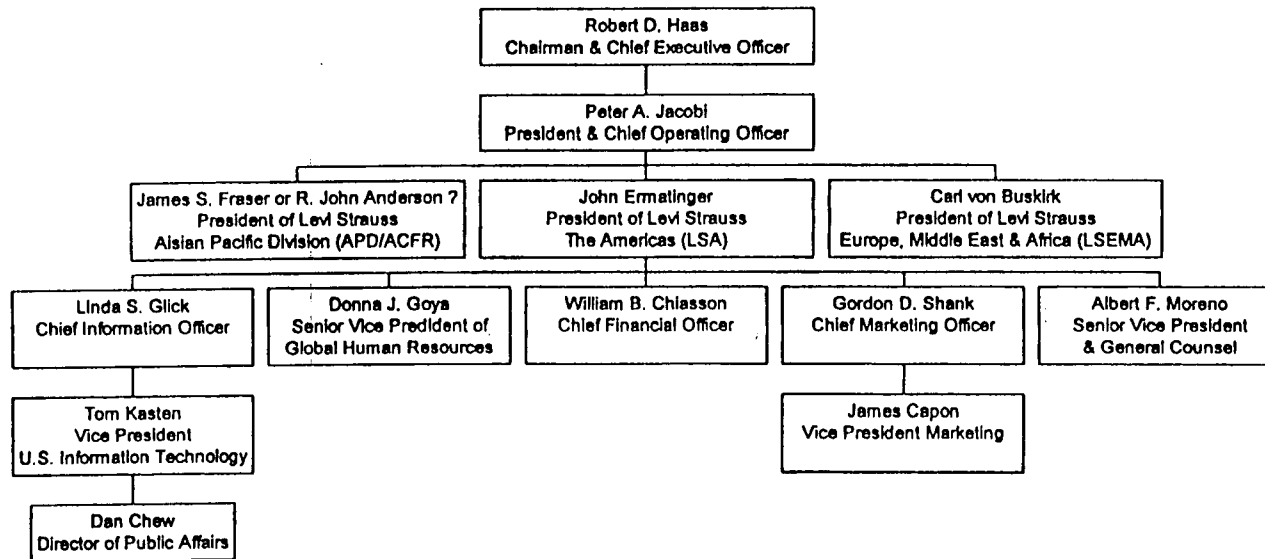 Robert D. Haas
Chairman & Chief Executive Officer
Peter A. Jacobi
President & Chief Operating Officer
James S. Fraser or R. John Anderson ?
President of Levi Strauss
Aisian Pacific Division (APD/ACFR)
John Ermatinger
President of Levi Strauss
The Americas (LSA)
Carl von Buskirk
President of Levi Strauss
Europe, Middle East & Africa (LSEMA)
Linda S. Glick
Chief Information Officer
Donna J. Goya
Senior Vice Predident of
Global Human Resources
William B. Chiasson
Chief Financial Officer
Gordon D. Shank
Chief Marketing Officer
Albert F. Moreno
Senior Vice President
& General Counsel
Tom Kasten
Vice President
U.S. Information Technology
James Capon
Vice President Marketing
Dan Chew
Director of Public Affairs